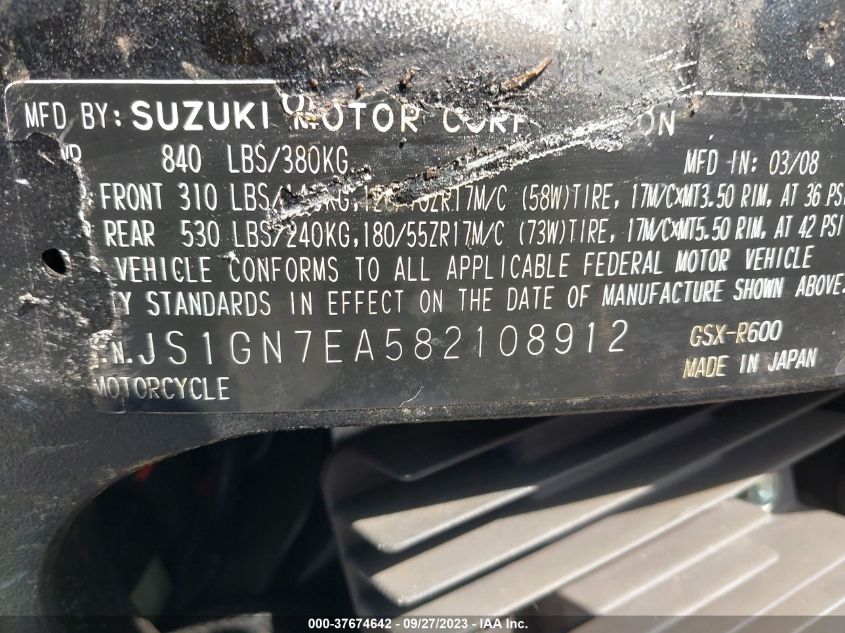 MFD BY: SUZUKI MOTOR
840 LBS/380KG MFD IN: 03/08
FRONT 310 LBS/ (58W)TIRE, 17M/C×MT3.50 RIM, AT 36 PSI
REAR 530 LBS/240KG,180/55ZR17M/C (73W)TIRE, 17M/C×MT5.50 RIM, AT 42 PSI
VEHICLE CONFORMS TO ALL APPLICABLE FEDERAL MOTOR VEHICLE
STANDARDS IN EFFECT ON THE DATE OF MANUFACTURE SHOWN ABOVE.
JS1GN7EA582108912 GSX-R600
MOTORCYCLE MADE IN JAPAN
000-37674642 / 09/27/2023 - IAA Inc.